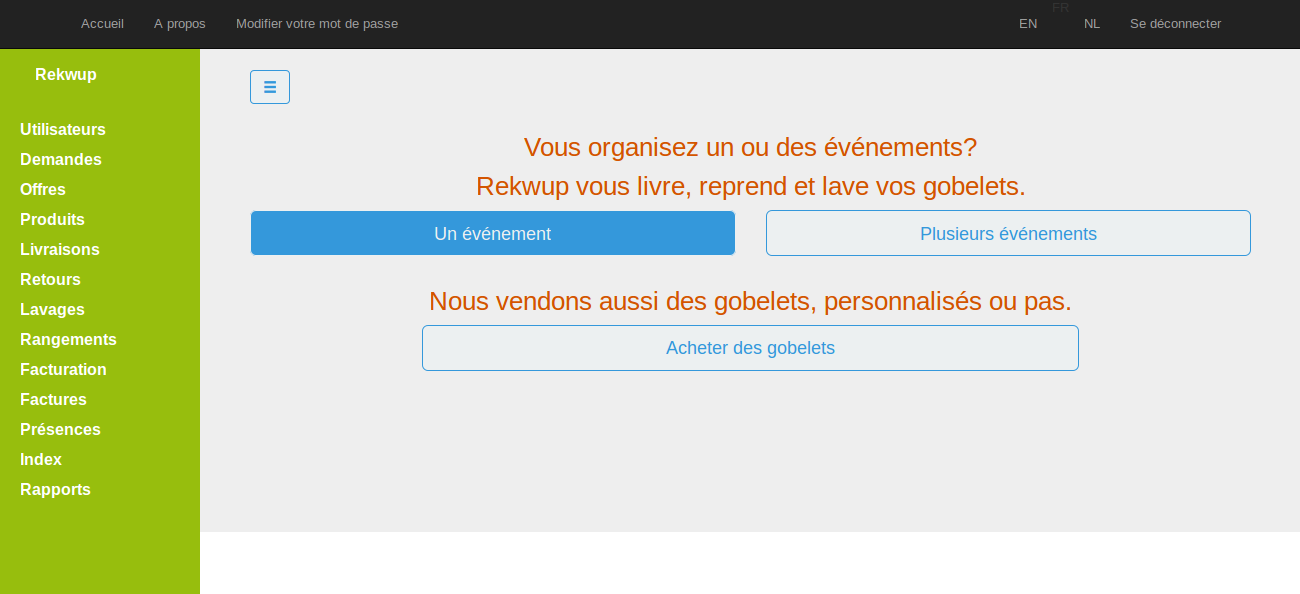 Accueil A propos Modifier votre mot de passe EN FR NL Se déconnecter
Rekwup
Utilisateurs
Demandes
Offres
Produits
Livraisons
Retours
Lavages
Rangements
Facturation
Factures
Présences
Index
Rapports
Vous organisez un ou des événements?
Rekwup vous livre, reprend et lave vos gobelets.
Un événement Plusieurs événements
Nous vendons aussi des gobelets, personnalisés ou pas.
Acheter des gobelets